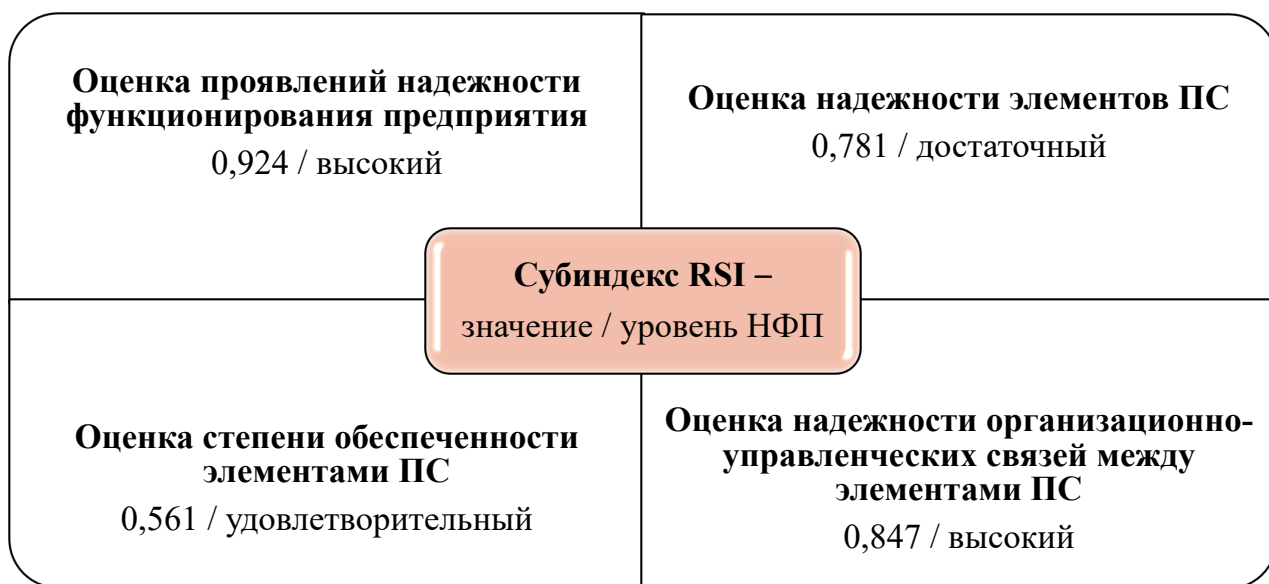 Оценка проявлений надежности
функционирования предприятия
0,924 / высокий
Оценка надежности элементов ПС
0,781 / достаточный
Субиндекс RSI –
значение / уровень НФП
Оценка степени обеспеченности
элементами ПС
0,561 / удовлетворительный
Оценка надежности организационно-
управленческих связей между
элементами ПС
0,847 / высокий